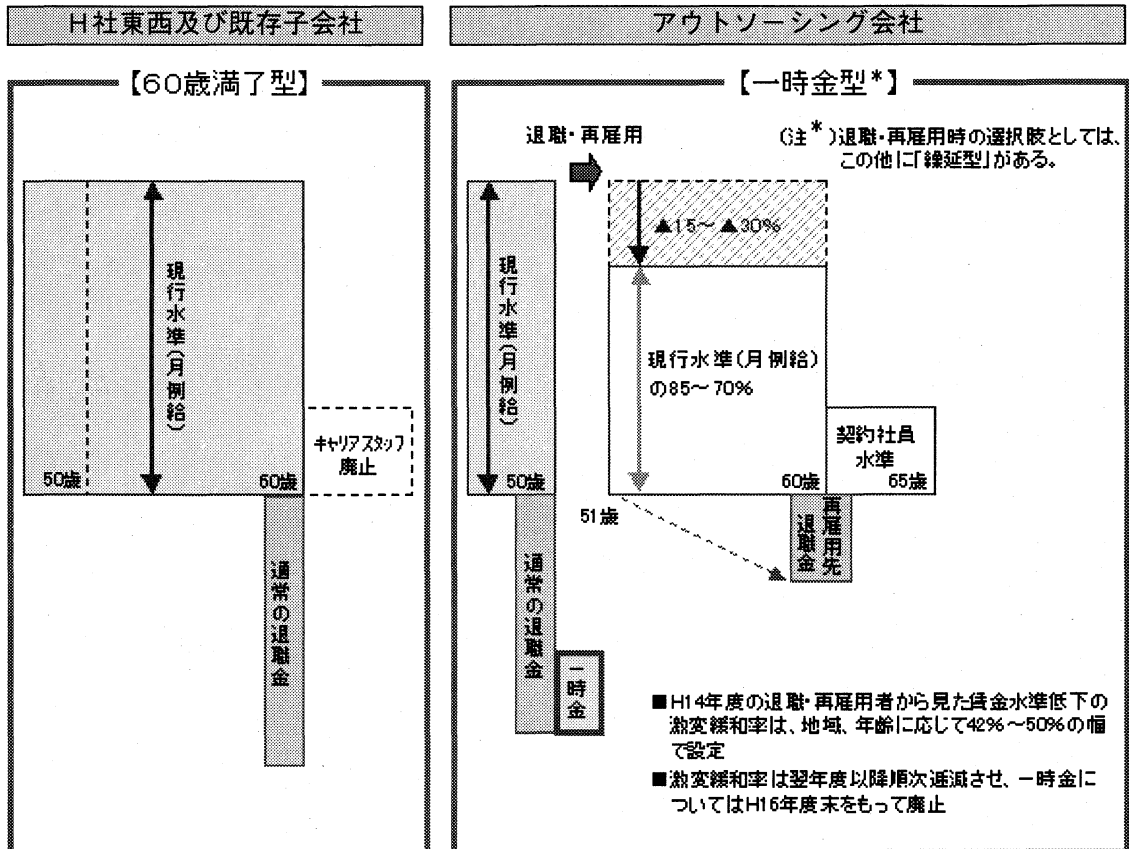 H社東西及び既存子会社
アウトソーシング会社
【60歳満了型】
【一時金型*】
退職・再雇用
(注*)退職・再雇用時の選択肢としては、
この他に「繰延型」がある。
現行水準(月例給)
50歳
60歳
キャリアスタッフ
廃止
通常の退職金
現行水準(月例給)
50歳
通常の退職金
一時金
▲15〜▲30%
現行水準(月例給)
の85〜70%
51歳
60歳
契約社員
水準
65歳
再雇用先
退職金
■H14年度の退職・再雇用者から見た賃金水準低下の
激変緩和率は、地域、年齢に応じて42%〜50%の幅
で設定
■激変緩和率は翌年度以降順次逓減させ、一時金に
ついてはH16年度末をもって廃止